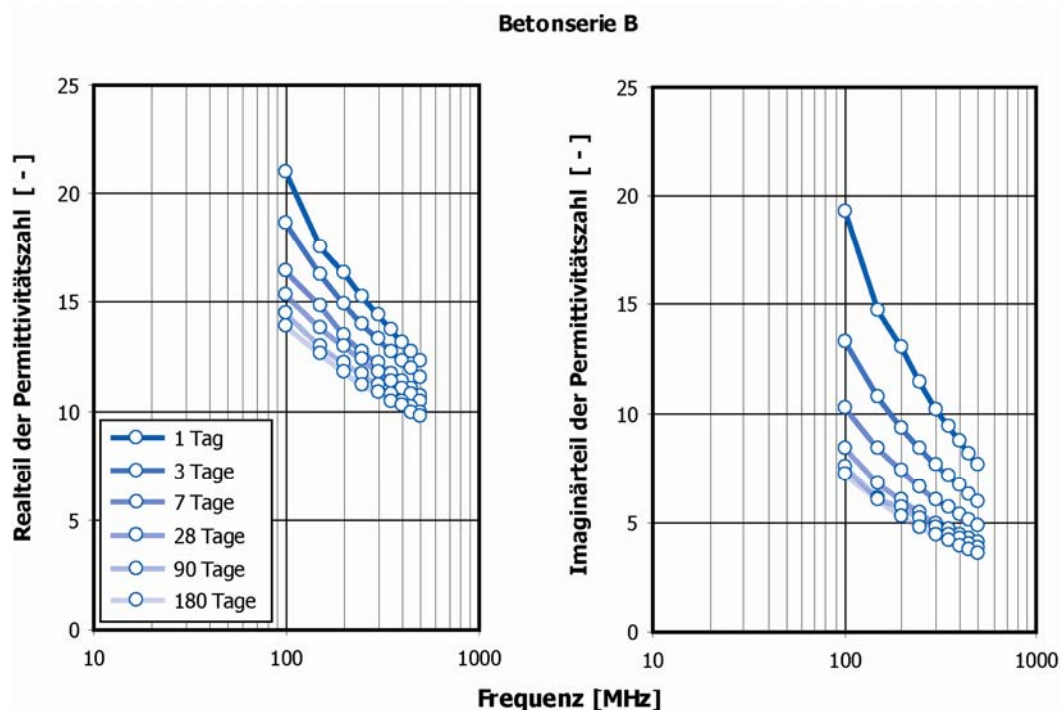 Betonserie B
Realteil der Permittivitätszahl [ - ]
25
20
15
10
5
0
10
100
1000
1 Tag
3 Tage
7 Tage
28 Tage
90 Tage
180 Tage
Imaginärteil der Permittivitätszahl [ - ]
25
20
15
10
5
0
10
100
1000
Frequenz [MHz]